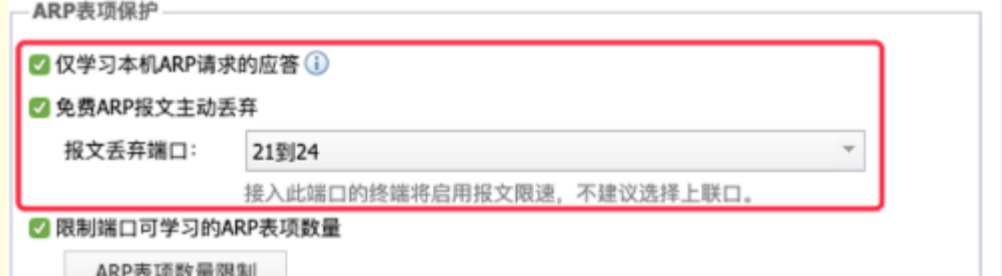 ARP表项保护
仅学习本机ARP请求的应答
免费ARP报文主动丢弃
报文丢弃端口：
21到24
接入此端口的终端将启用报文限速，不建议选择上联口。
限制端口可学习的ARP表项数量
ARP表项数量限制